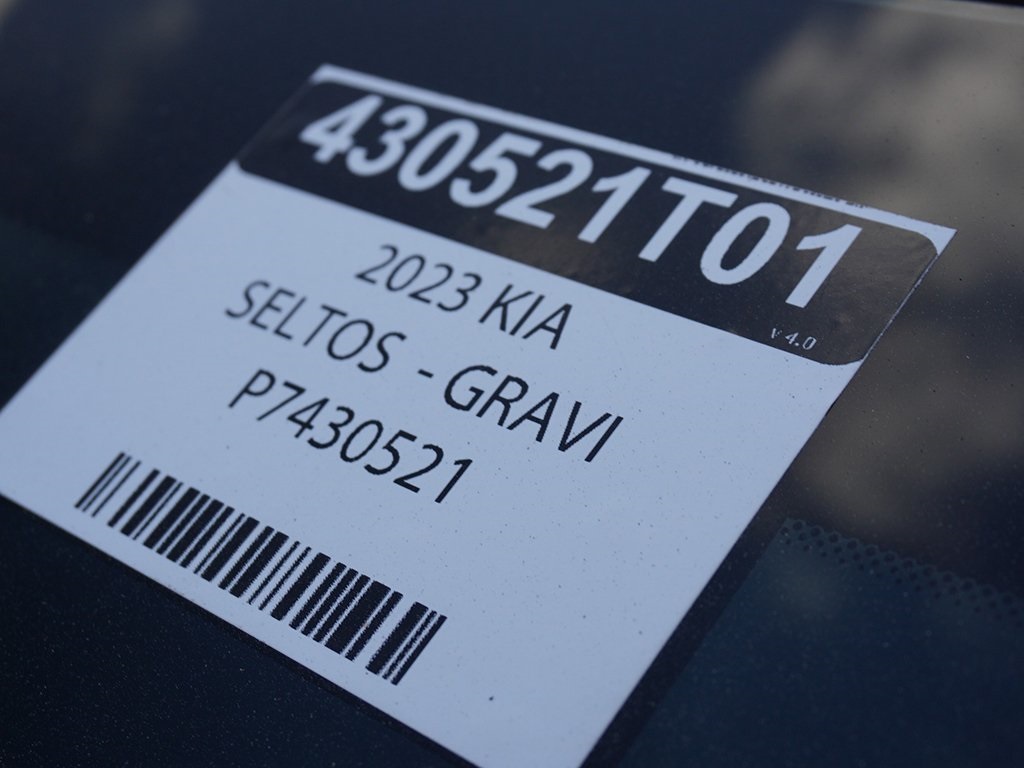 430521T01
v 4.0
2023 KIA
SELTOS - GRAVI
P7430521